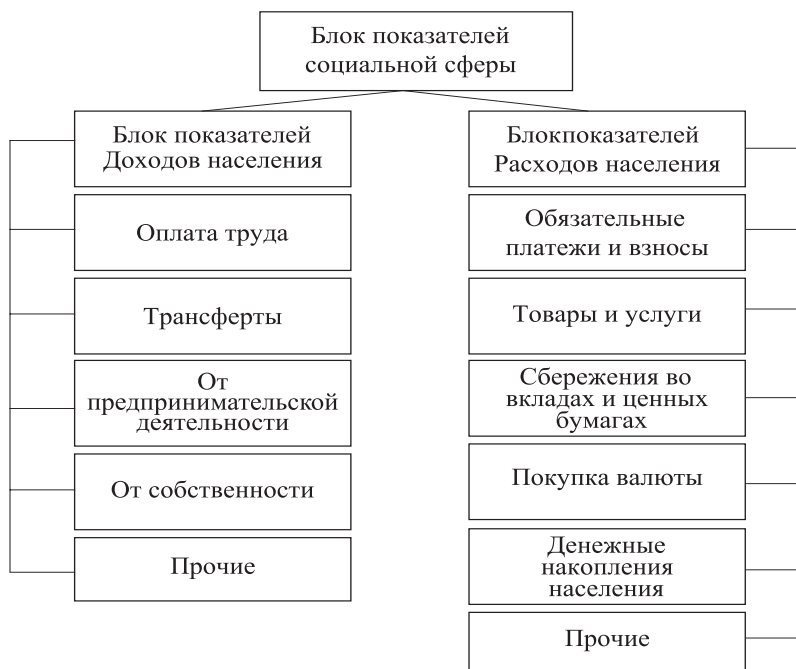 Блок показателей
социальной сферы
Блок показателей
Доходов населения
Оплата труда
Трансферты
От
предпринимательской
деятельности
От собственности
Прочие
Блокпоказателей
Расходов населения
Обязательные
платежи и взносы
Товары и услуги
Сбережения во
вкладах и ценных
бумагах
Покупка валюты
Денежные
накопления
населения
Прочие